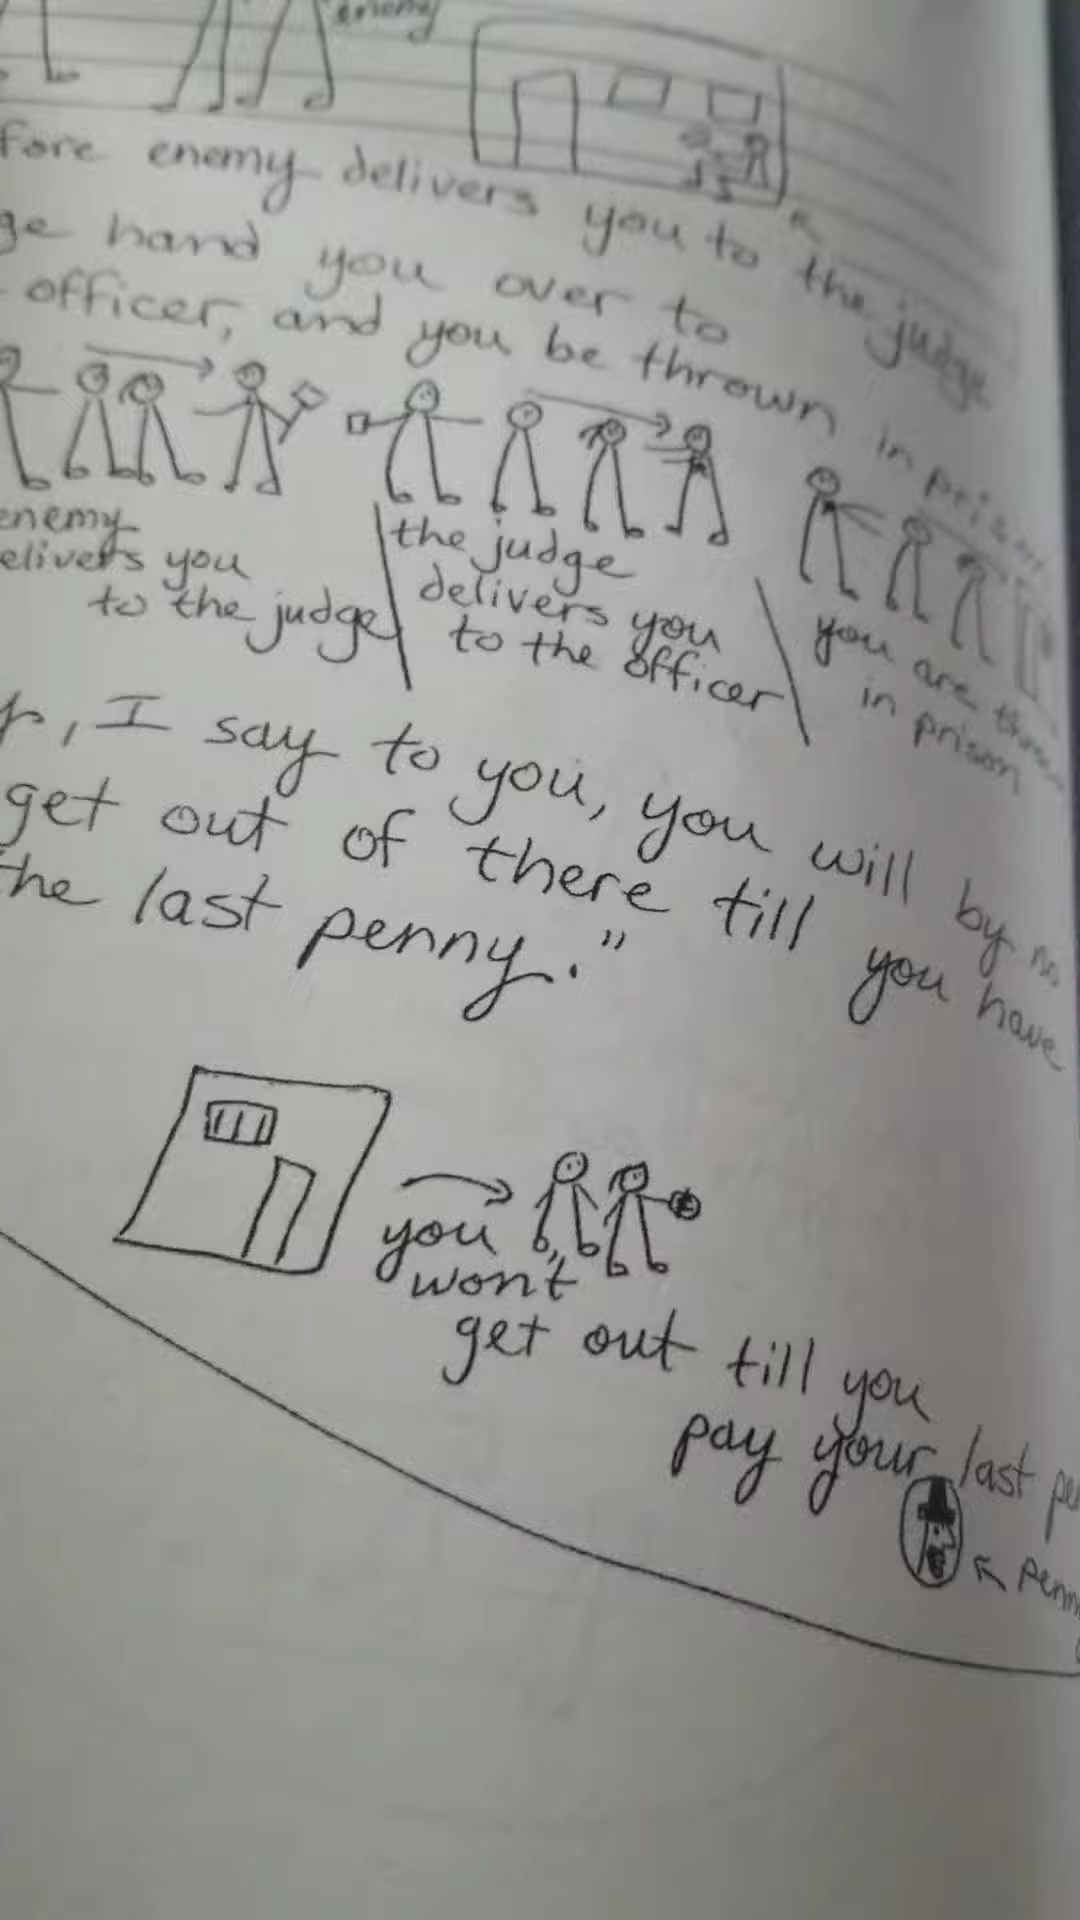 enemy
fore enemy delivers you to the judge
ge hand you over to
officer, and you be thrown in prison
enemy
elivers you
to the judge
the judge
delivers you
to the officer
you are thrown
in prison
, I say to you, you will by no
get out of there till you have
the last penny."
you
won't
get out till you
pay your last pe
penn